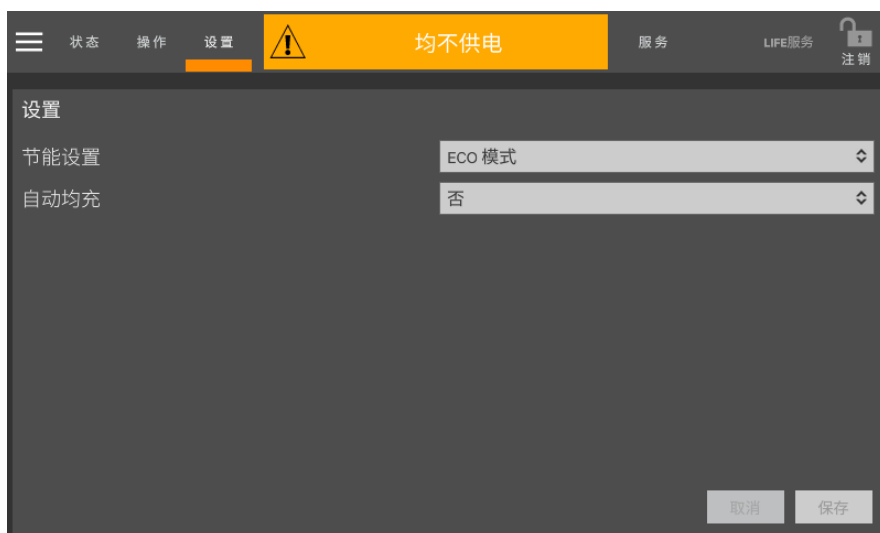 状态 操作 设置 均不供电 服务 LIFE服务 注销
设置
节能设置 ECO 模式
自动均充 否
取消 保存